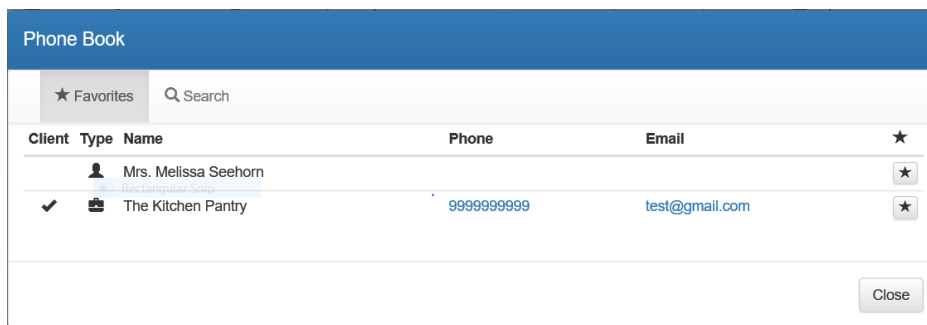 Phone Book
Favorites Search
Client Type Name Phone Email
Mrs. Melissa Seehorn
Rectangular Snip
The Kitchen Pantry 9999999999 test@gmail.com
Close